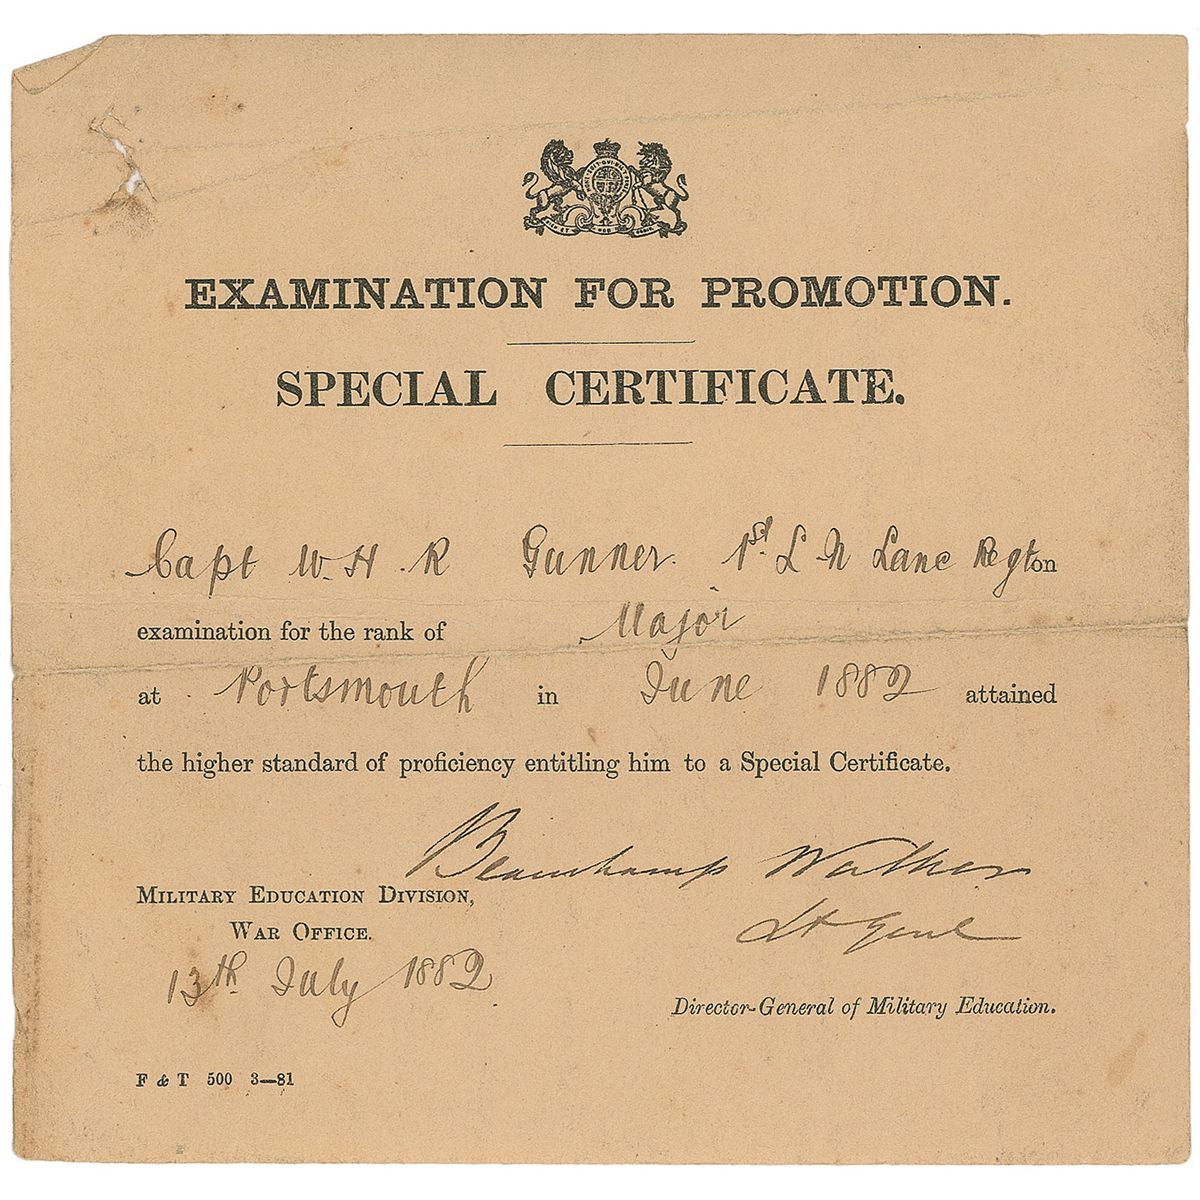 EXAMINATION FOR PROMOTION.
SPECIAL CERTIFICATE.
Capt W. H. R Gunner. 1st. L N Lanc Regt on
examination for the rank of Major
at Portsmouth in June 1882 attained
the higher standard of proficiency entitling him to a Special Certificate.
Beauchamp Walker
MILITARY EDUCATION DIVISION,
Lt Genl
WAR OFFICE.
13th July 1882
Director-General of Military Education.
F & T 500 3—81